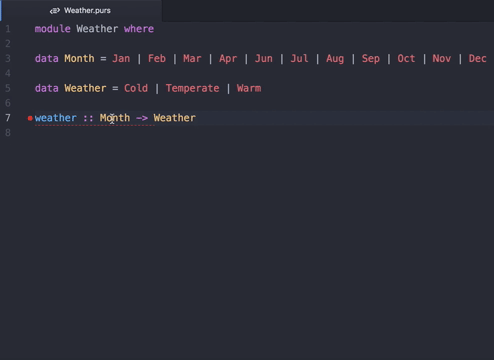 Weather.purs
1 module Weather where
2
3 data Month = Jan | Feb | Mar | Apr | Jun | Jul | Aug | Sep | Oct | Nov | Dec
4
5 data Weather = Cold | Temperate | Warm
6
7 weather :: Month -> Weather
8